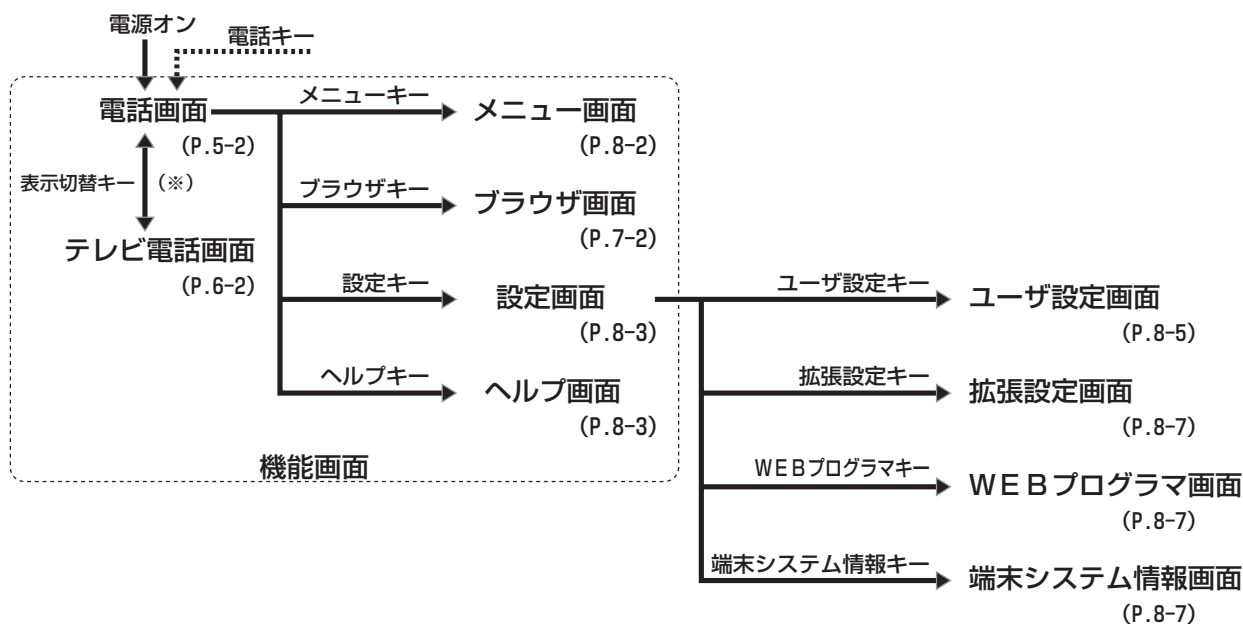 電源オン
電話キー
電話画面
(P.5-2)
メニューキー
メニュー画面
(P.8-2)
表示切替キー
(※)
ブラウザキー
ブラウザ画面
(P.7-2)
テレビ電話画面
(P.6-2)
設定キー
設定画面
(P.8-3)
ユーザ設定キー
ユーザ設定画面
(P.8-5)
ヘルプキー
ヘルプ画面
(P.8-3)
拡張設定キー
拡張設定画面
(P.8-7)
機能画面
WEBプログラマキー
WEBプログラマ画面
(P.8-7)
端末システム情報キー
端末システム情報画面
(P.8-7)